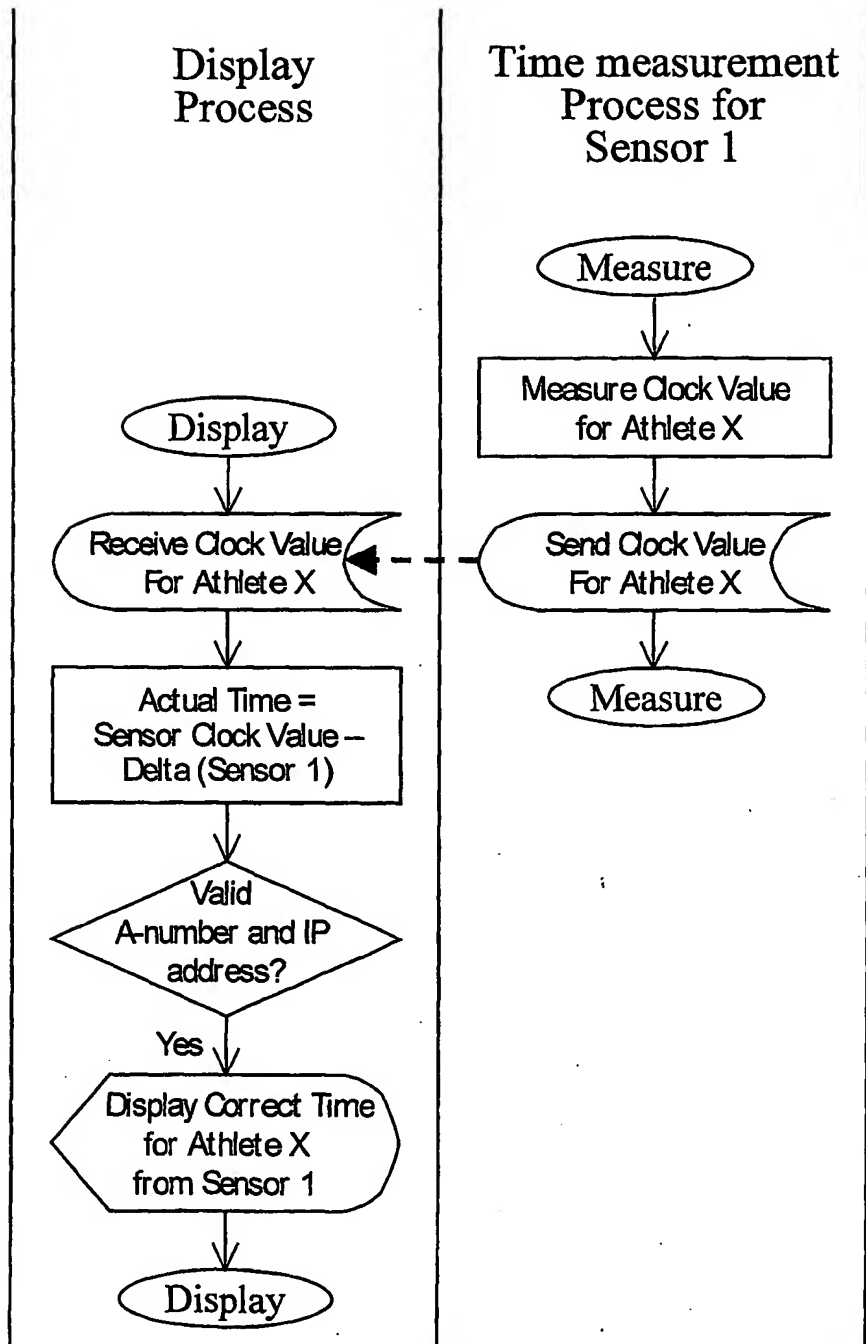 Display
Process
Time measurement
Process for
Sensor 1
Measure
Measure Clock Value
for Athlete X
Send Clock Value
For Athlete X
Measure
Display
Receive Clock Value
For Athlete X
Actual Time =
Sensor Clock Value –
Delta (Sensor 1)
Valid
A-number and IP
address?
Yes
Display Correct Time
for Athlete X
from Sensor 1
Display